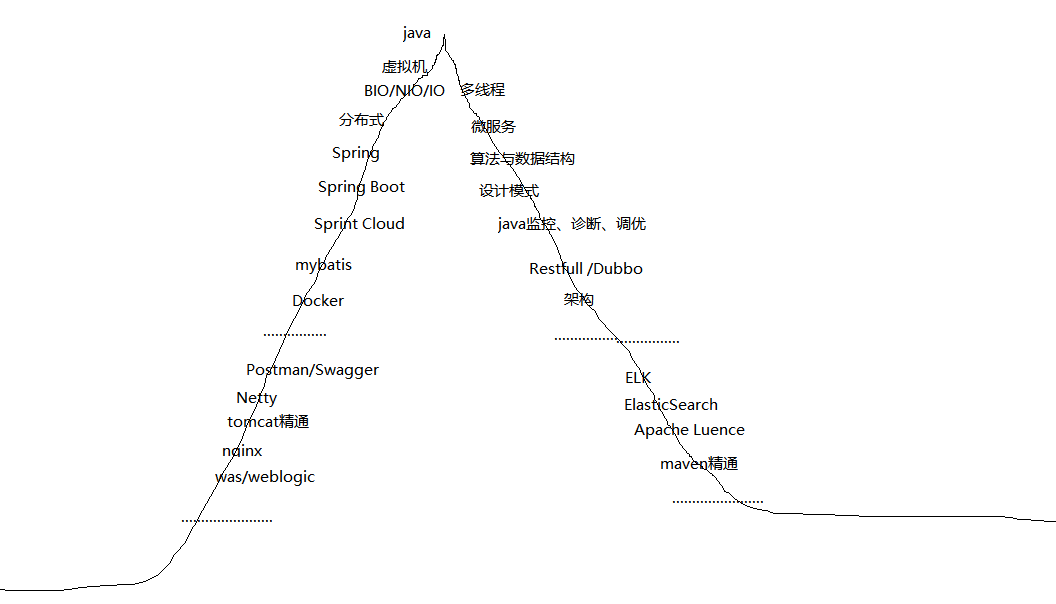 java
虚拟机
BIO/NIO/IO
多线程
分布式
微服务
Spring
算法与数据结构
Spring Boot
设计模式
Sprint Cloud
java监控、诊断、调优
mybatis
Restfull /Dubbo
Docker
架构
Postman/Swagger
ELK
Netty
ElasticSearch
tomcat精通
Apache Luence
nginx
maven精通
was/weblogic